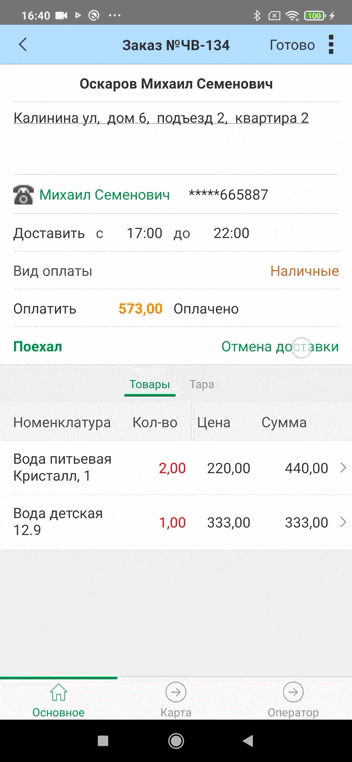 16:40 100
Заказ №ЧВ-134 Готово
Оскаров Михаил Семенович
Калинина ул, дом 6, подъезд 2, квартира 2
Михаил Семенович *****665887
Доставить с 17:00 до 22:00
Вид оплаты Наличные
Оплатить 573,00 Оплачено
Поехал Отмена доставки
Товары Тара
Номенклатура Кол-во Цена Сумма
Вода питьевая
Кристалл, 1 2,00 220,00 440,00
Вода детская
12.9 1,00 333,00 333,00
Основное Карта Оператор